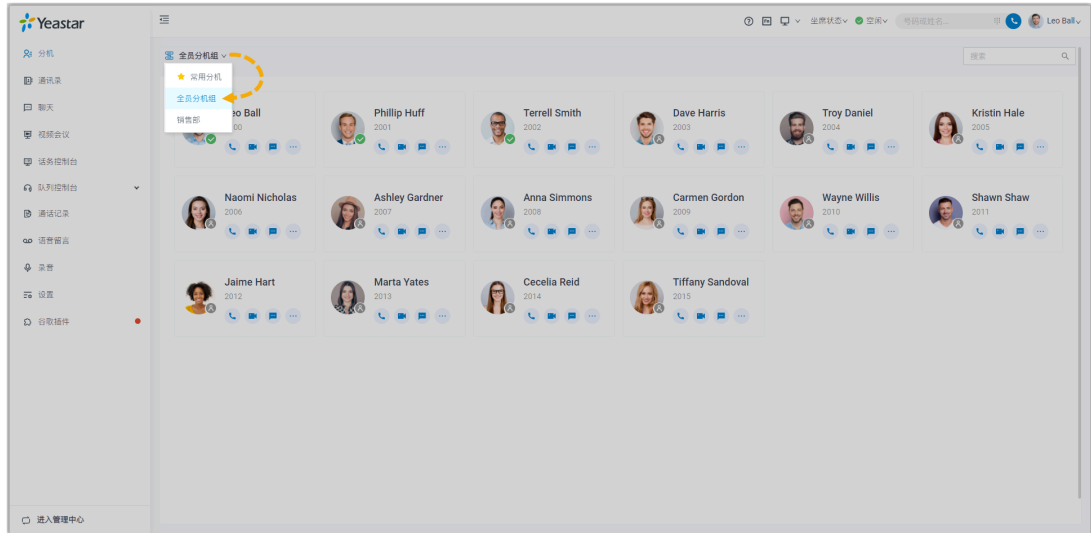 Yeastar
坐席状态
空闲
号码或姓名...
Leo Ball
分机
通讯录
聊天
视频会议
话务控制台
队列控制台
通话记录
语音留言
录音
设置
谷歌插件
进入管理中心
全员分机组
搜索
常用分机
全员分机组
销售部
eo Ball
00
Phillip Huff
2001
Terrell Smith
2002
Dave Harris
2003
Troy Daniel
2004
Kristin Hale
2005
Naomi Nicholas
2006
Ashley Gardner
2007
Anna Simmons
2008
Carmen Gordon
2009
Wayne Willis
2010
Shawn Shaw
2011
Jaime Hart
2012
Marta Yates
2013
Cecelia Reid
2014
Tiffany Sandoval
2015